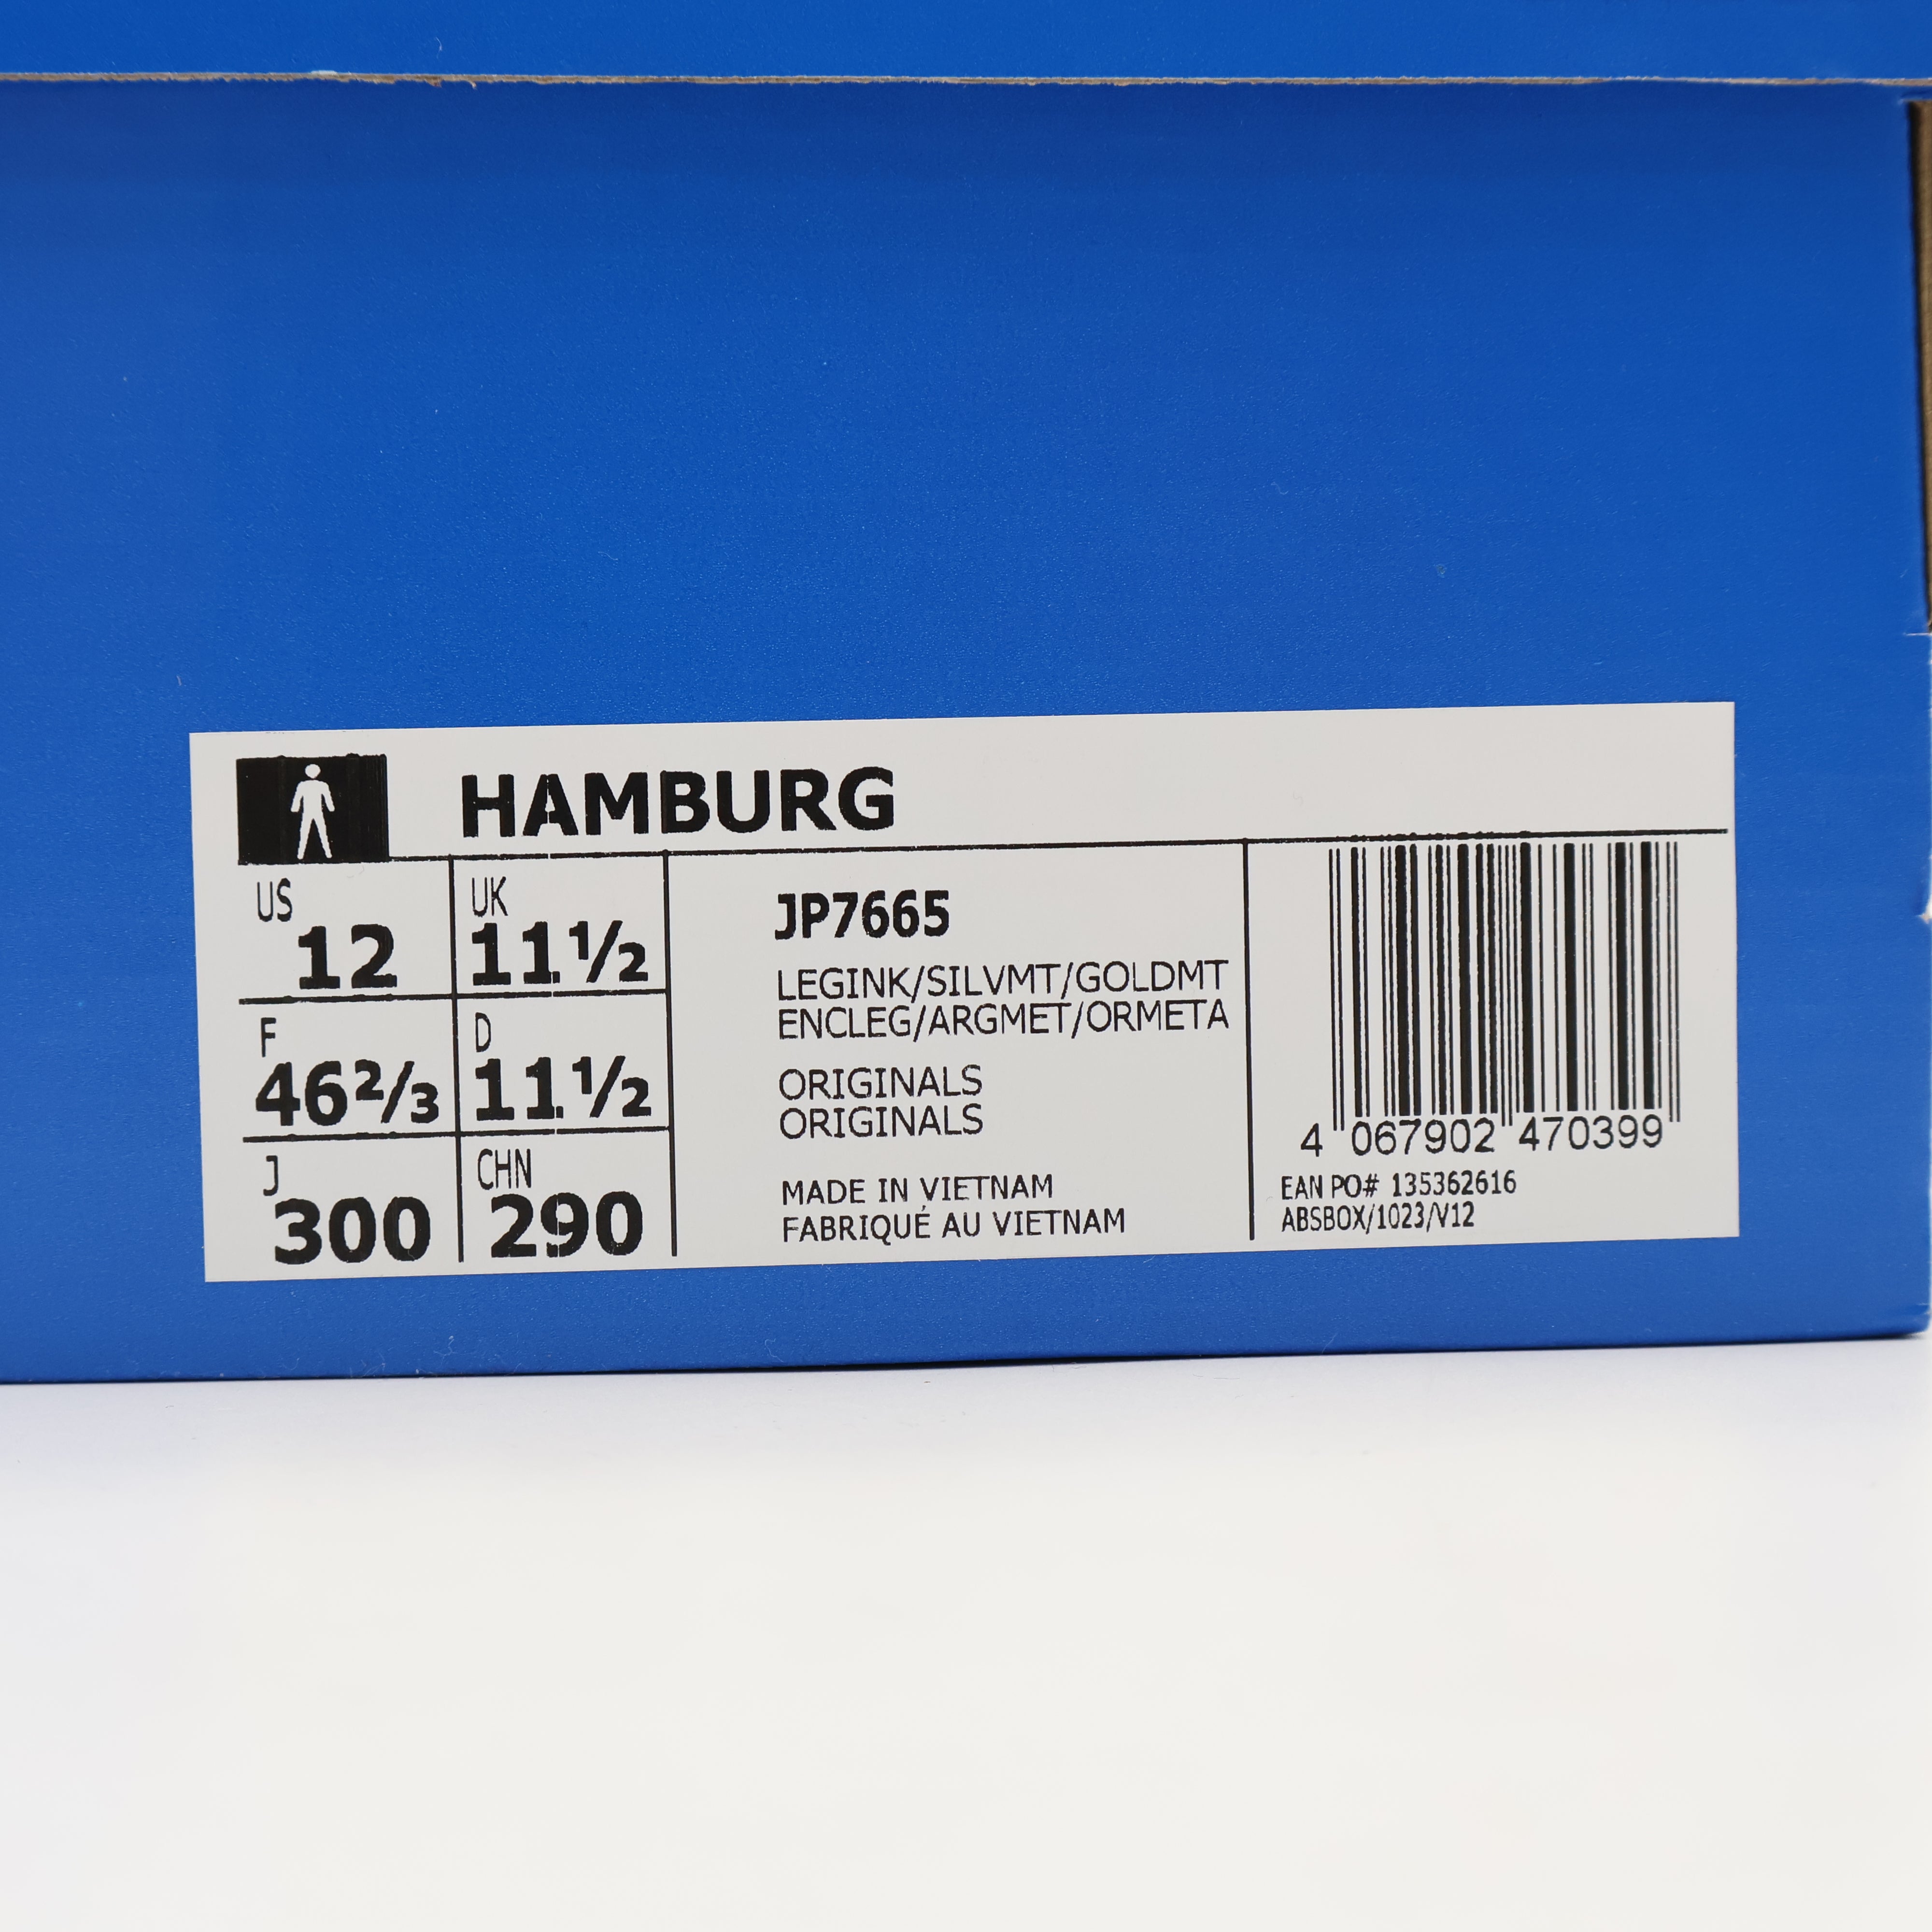 HAMBURG
US
12
UK
11½
F
46⅔
D
11½
J
300
CHN
290
JP7665
LEGINK/SILVMT/GOLDMT
ENCLEG/ARGMET/ORMETA
ORIGINALS
ORIGINALS
MADE IN VIETNAM
FABRIQUÉ AU VIETNAM
4 067902 470399
EAN PO# 135362616
ABSBOX/1023/V12